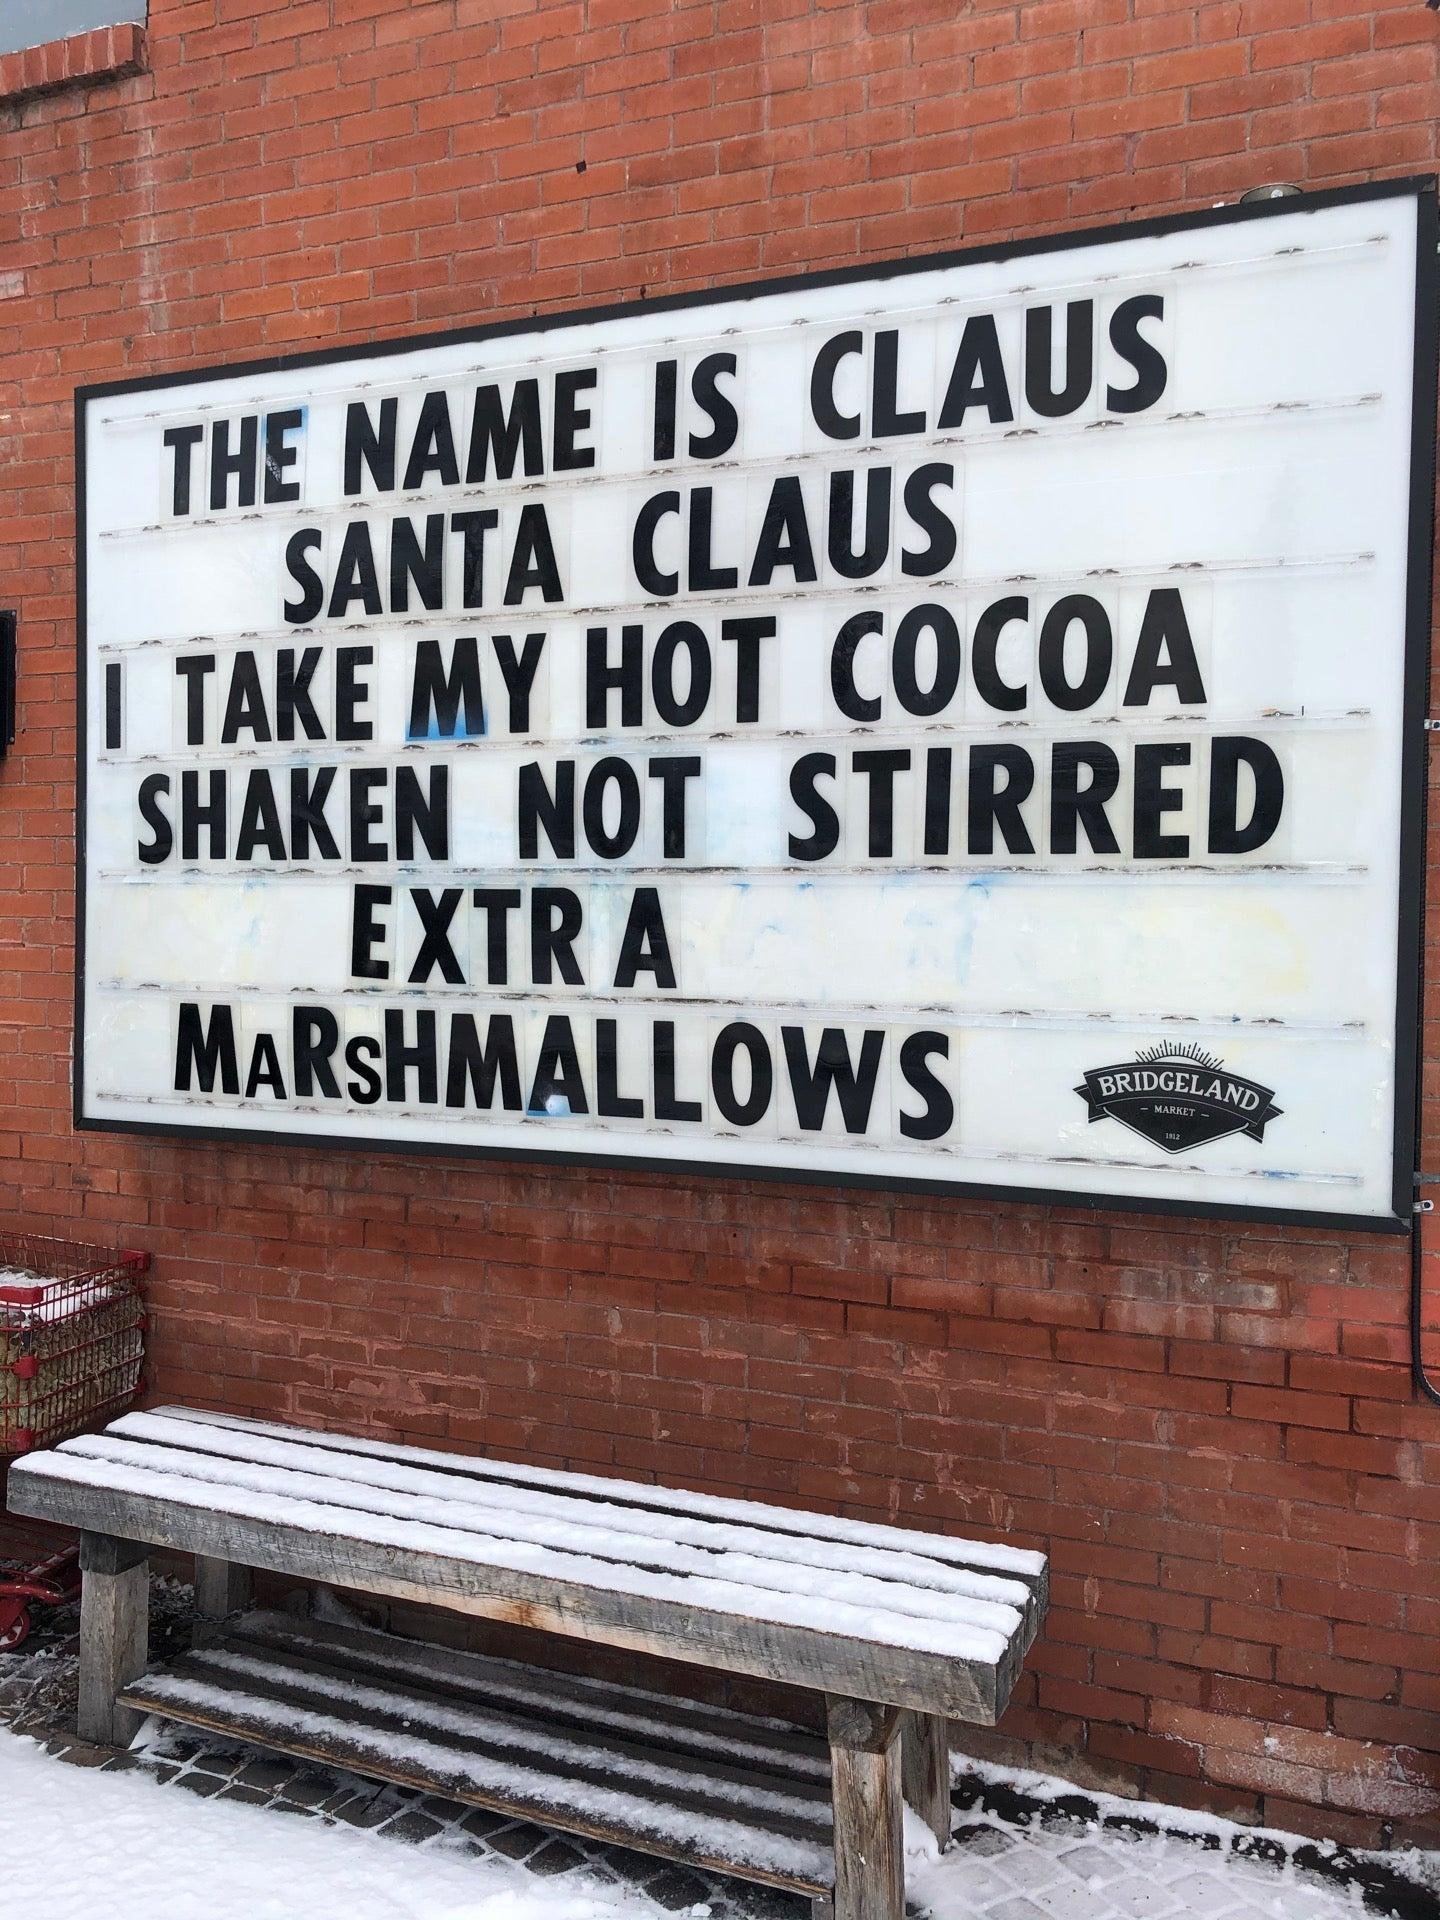 THE NAME IS CLAUS
SANTA CLAUS
I TAKE MY HOT COCOA
SHAKEN NOT STIRRED
EXTRA
MaRsHMALLOWS
BRIDGELAND
MARKET
1912